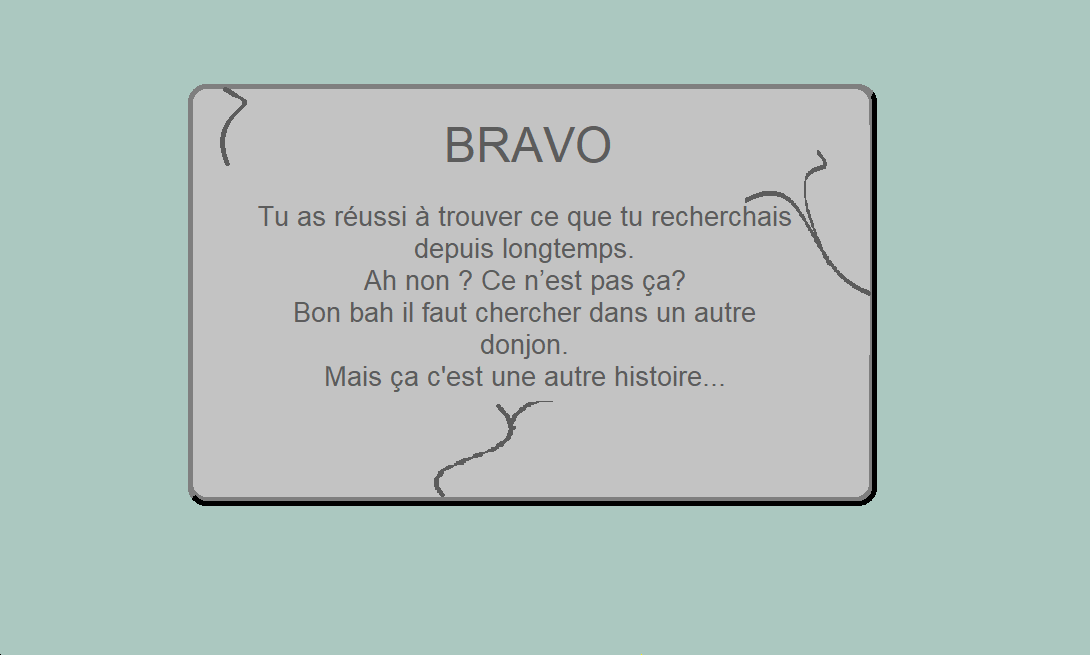 BRAVO
Tu as réussi à trouver ce que tu recherchais
depuis longtemps.
Ah non ? Ce n’est pas ça?
Bon bah il faut chercher dans un autre
donjon.
Mais ça c'est une autre histoire...